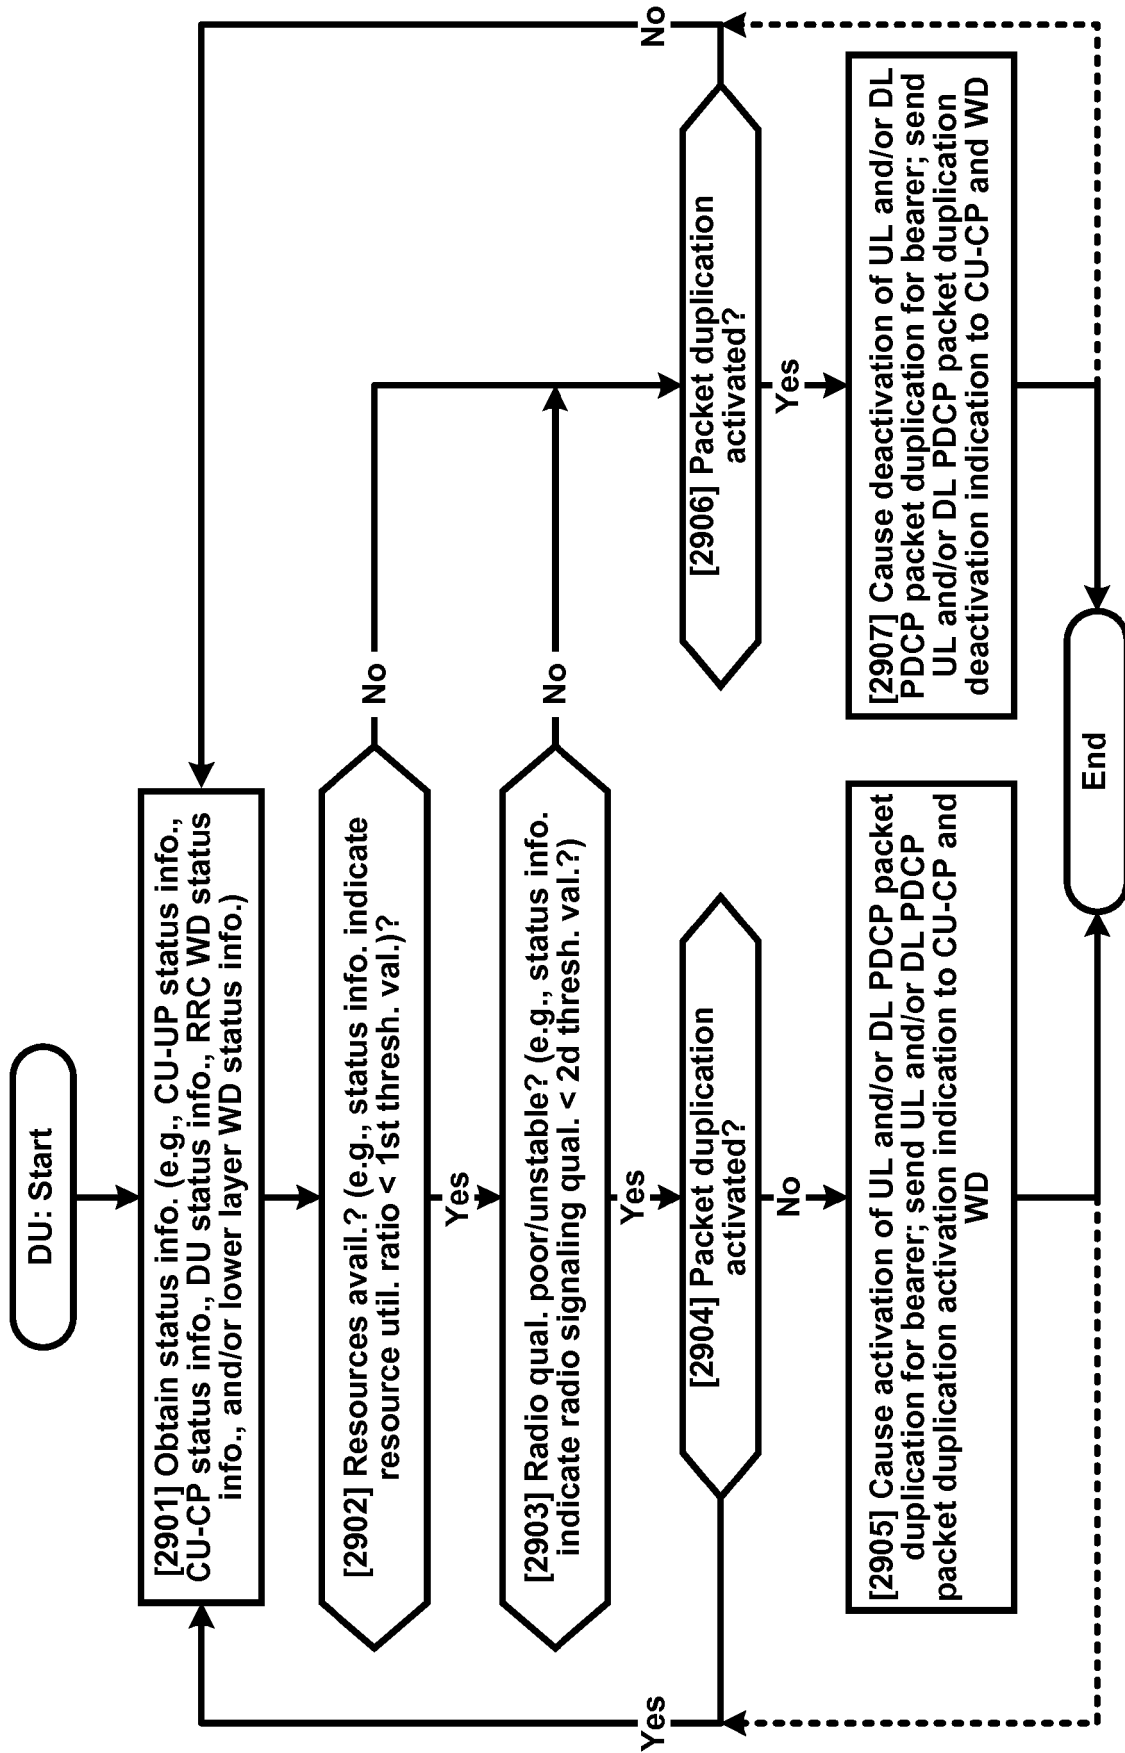 DU: Start
[2901] Obtain status info. (e.g., CU-UP status info.,
CU-CP status info., DU status info., RRC WD status
info., and/or lower layer WD status info.)
[2902] Resources avail.? (e.g., status info. indicate
resource util. ratio < 1st thresh. val.)?
No
Yes
[2903] Radio qual. poor/unstable? (e.g., status info.
indicate radio signaling qual. < 2d thresh. val.?)
No
Yes
[2904] Packet duplication
activated?
Yes
No
[2905] Cause activation of UL and/or DL PDCP packet
duplication for bearer; send UL and/or DL PDCP
packet duplication activation indication to CU-CP and
WD
[2906] Packet duplication
activated?
No
Yes
[2907] Cause deactivation of UL and/or DL
PDCP packet duplication for bearer; send
UL and/or DL PDCP packet duplication
deactivation indication to CU-CP and WD
End